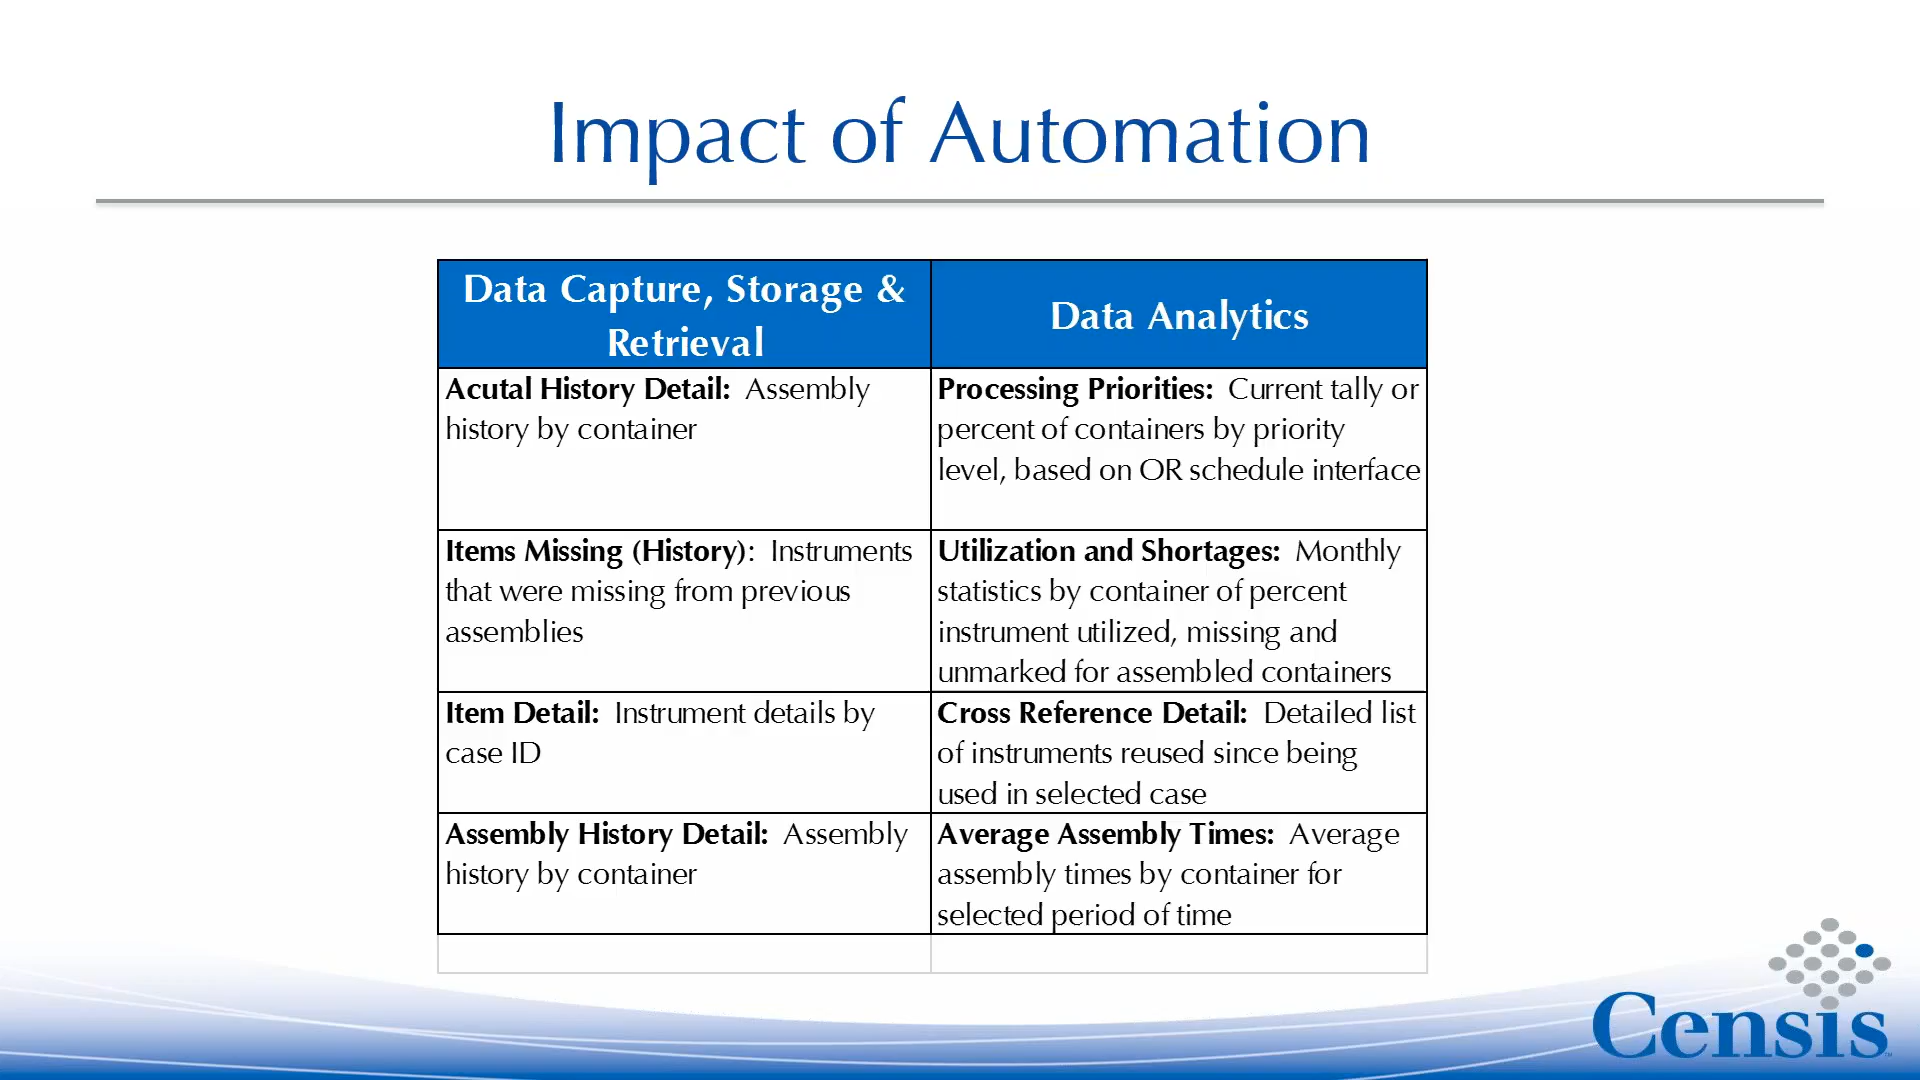 Impact of Automation
Data Capture, Storage &
Retrieval
Data Analytics
Acutal History Detail: Assembly
history by container
Processing Priorities: Current tally or
percent of containers by priority
level, based on OR schedule interface
Items Missing (History): Instruments
that were missing from previous
assemblies
Utilization and Shortages: Monthly
statistics by container of percent
instrument utilized, missing and
unmarked for assembled containers
Item Detail: Instrument details by
case ID
Cross Reference Detail: Detailed list
of instruments reused since being
used in selected case
Assembly History Detail: Assembly
history by container
Average Assembly Times: Average
assembly times by container for
selected period of time
Censis